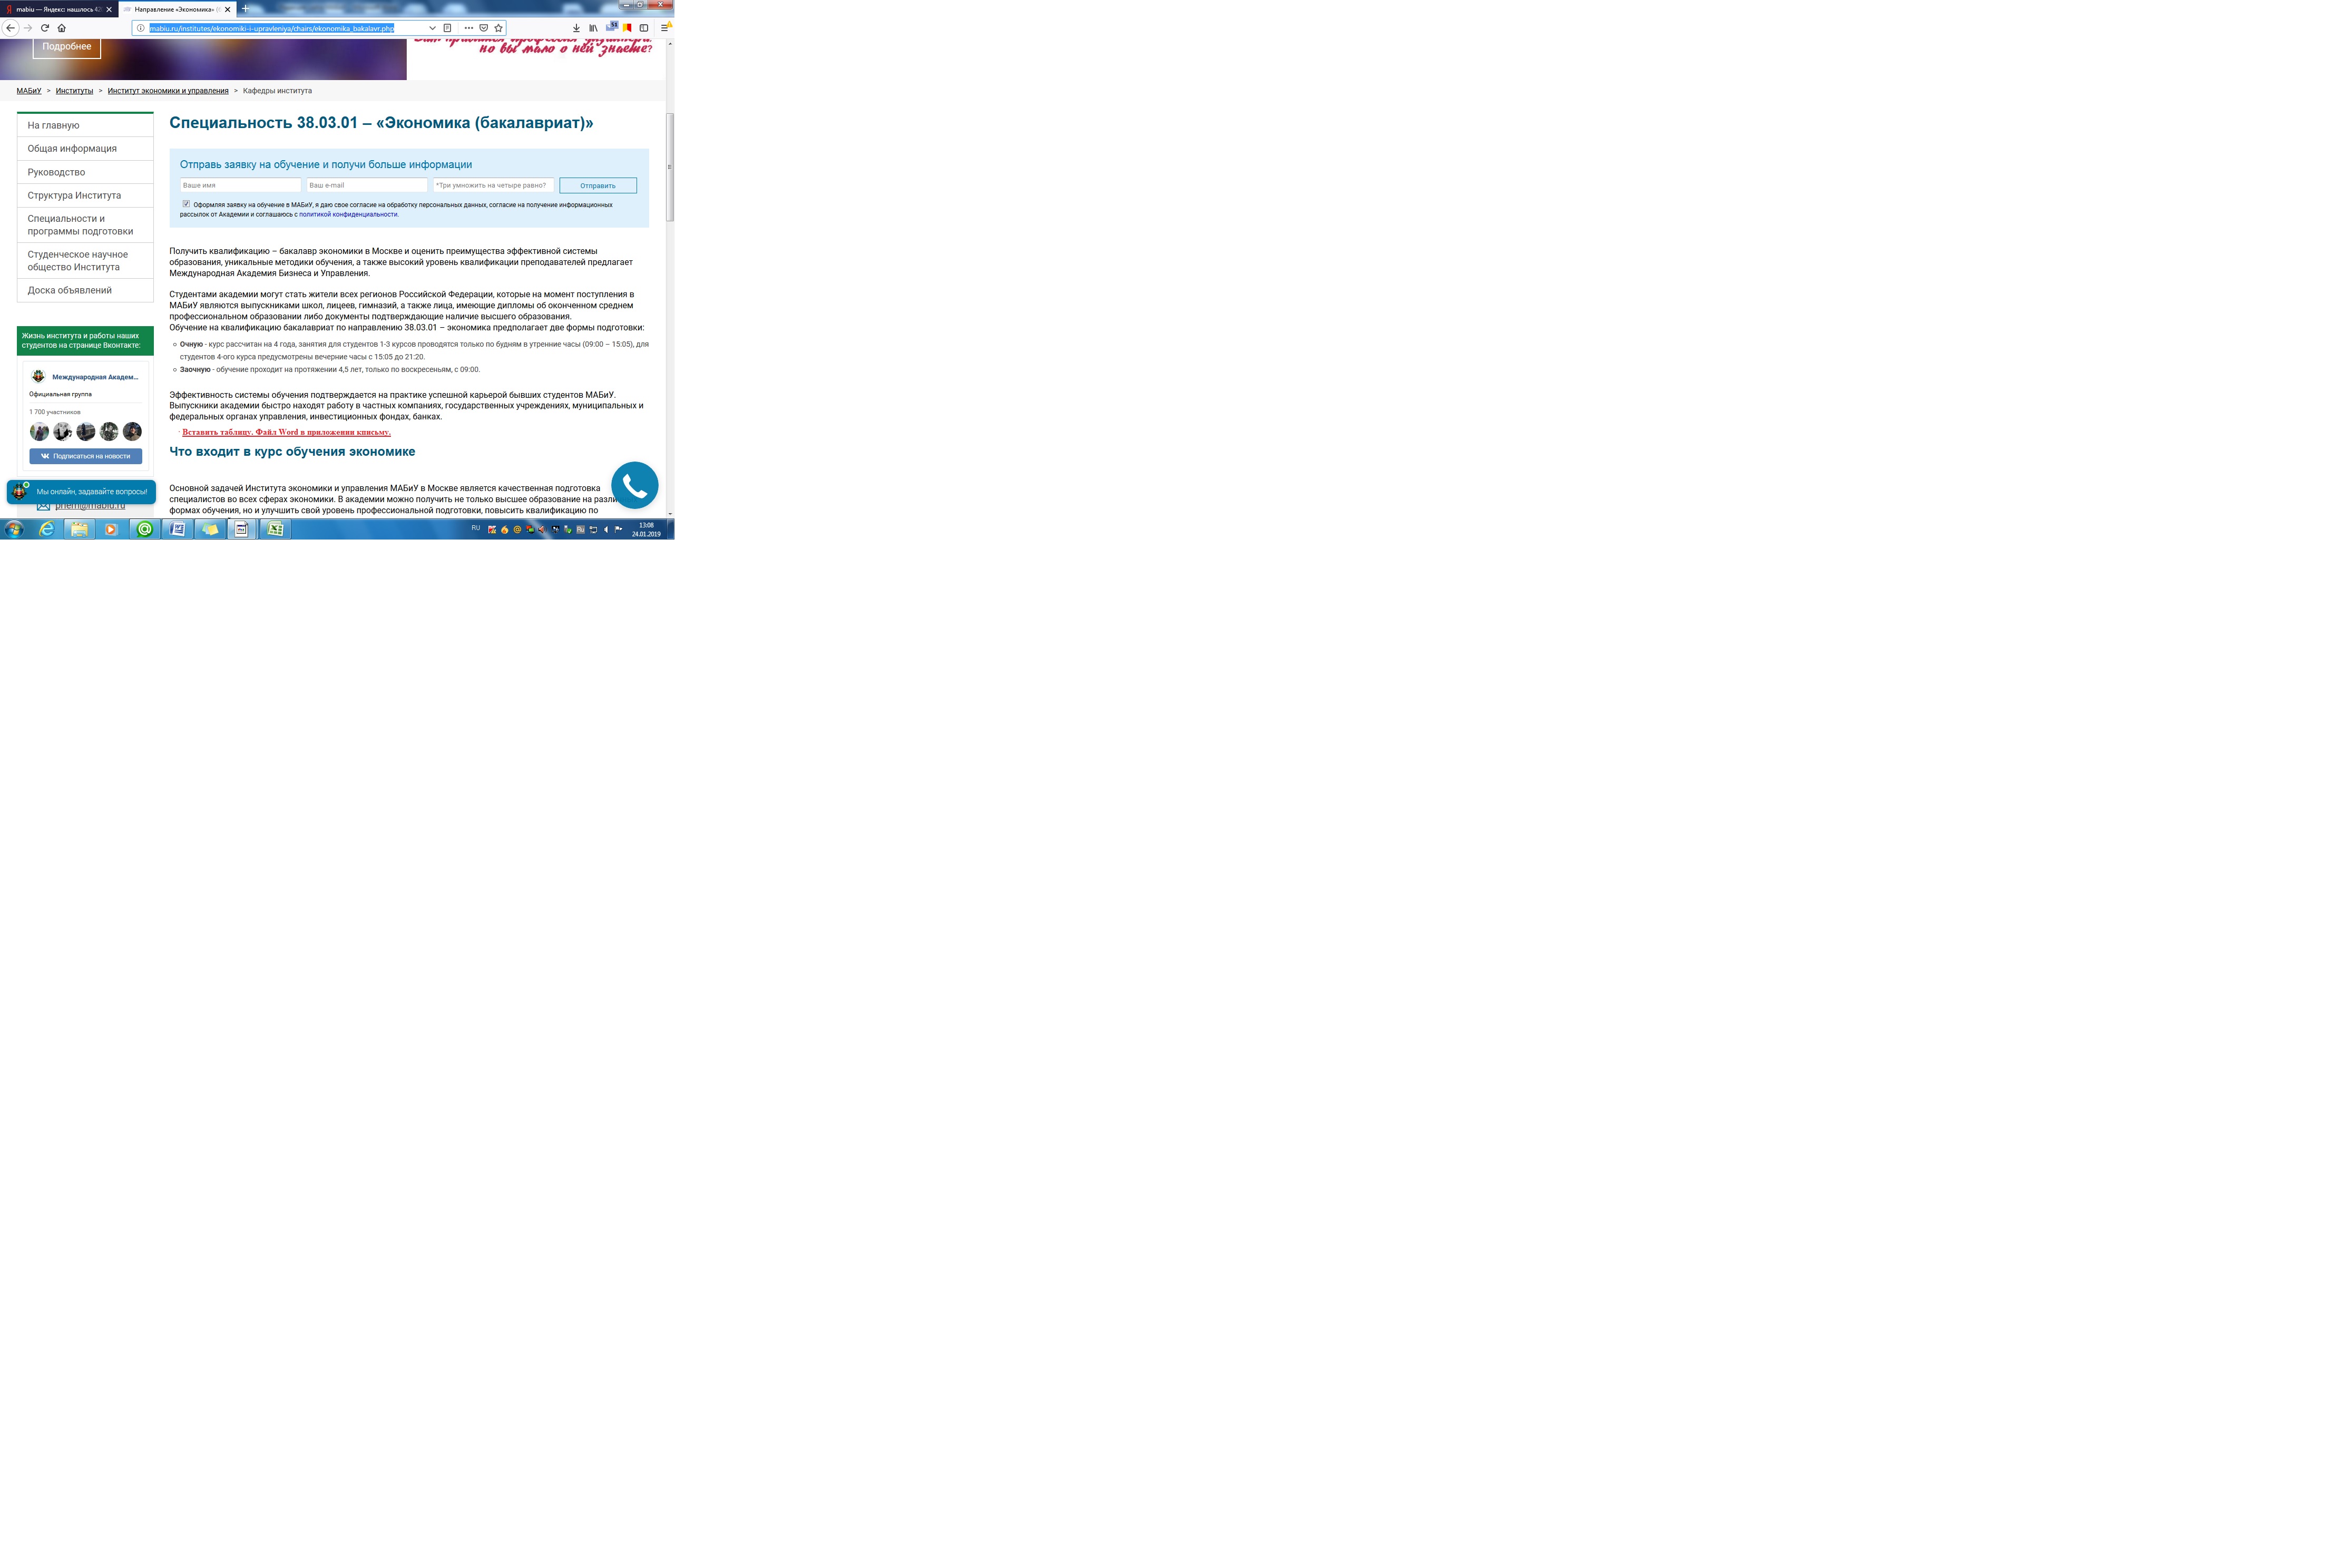 mabiu — Яндекс: нашлось 42
Направление «Экономика» (б
mabiu.ru/institutes/ekonomiki-i-upravleniya/chairs/ekonomika_bakalavr.php
Подробнее
но вы мало о ней знаете?
МАБиУ > Институты > Институт экономики и управления > Кафедры института
На главную
Общая информация
Руководство
Структура Института
Специальности и
программы подготовки
Студенческое научное
общество Института
Доска объявлений
Жизнь института и работы наших
студентов на странице Вконтакте:
Международная Академ...
Официальная группа
1 700 участников
Подписаться на новости
Мы онлайн, задавайте вопросы!
priem@mabiu.ru
Специальность 38.03.01 – «Экономика (бакалавриат)»
Отправь заявку на обучение и получи больше информации
Ваше имя
Ваш e-mail
*Три умножить на четыре равно?
Отправить
Оформляя заявку на обучение в МАБиУ, я даю свое согласие на обработку персональных данных, согласие на получение информационных
рассылок от Академии и соглашаюсь с политикой конфиденциальности.
Получить квалификацию – бакалавр экономики в Москве и оценить преимущества эффективной системы
образования, уникальные методики обучения, а также высокий уровень квалификации преподавателей предлагает
Международная Академия Бизнеса и Управления.
Студентами академии могут стать жители всех регионов Российской Федерации, которые на момент поступления в
МАБиУ являются выпускниками школ, лицеев, гимназий, а также лица, имеющие дипломы об оконченном среднем
профессиональном образовании либо документы подтверждающие наличие высшего образования.
Обучение на квалификацию бакалавриат по направлению 38.03.01 – экономика предполагает две формы подготовки:
Очную - курс рассчитан на 4 года, занятия для студентов 1-3 курсов проводятся только по будням в утренние часы (09:00 – 15:05), для
студентов 4-ого курса предусмотрены вечерние часы с 15:05 до 21:20.
Заочную - обучение проходит на протяжении 4,5 лет, только по воскресеньям, с 09:00.
Эффективность системы обучения подтверждается на практике успешной карьерой бывших студентов МАБиУ.
Выпускники академии быстро находят работу в частных компаниях, государственных учреждениях, муниципальных и
федеральных органах управления, инвестиционных фондах, банках.
Вставить таблицу. Файл Word в приложении кписьму.
Что входит в курс обучения экономике
Основной задачей Института экономики и управления МАБиУ в Москве является качественная подготовка
специалистов во всех сферах экономики. В академии можно получить не только высшее образование на разли
формах обучения, но и улучшить свой уровень профессиональной подготовки, повысить квалификацию по
RU
13:08
24.01.2019